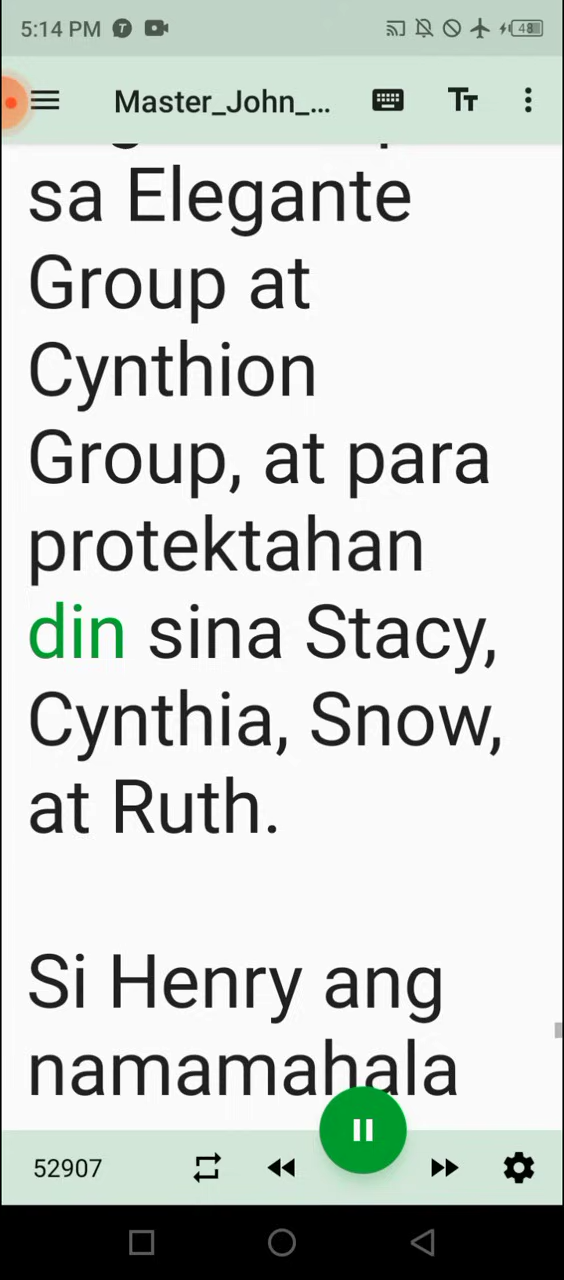 5:14 PM
48
Master_John_...
sa Elegante
Group at
Cynthion
Group, at para
protektahan
din sina Stacy,
Cynthia, Snow,
at Ruth.
Si Henry ang
namamahala
52907